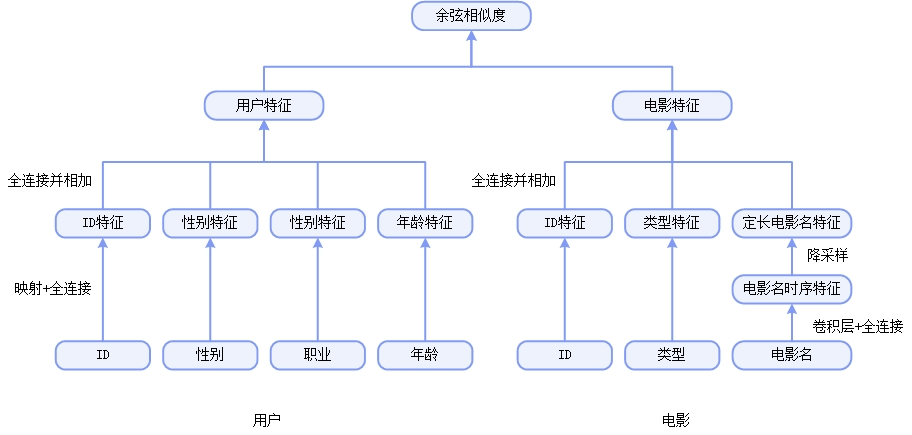 余弦相似度
用户特征
电影特征
全连接并相加
全连接并相加
ID特征
性别特征
性别特征
年龄特征
ID特征
类型特征
定长电影名特征
降采样
映射+全连接
电影名时序特征
卷积层+全连接
ID
性别
职业
年龄
ID
类型
电影名
用户
电影